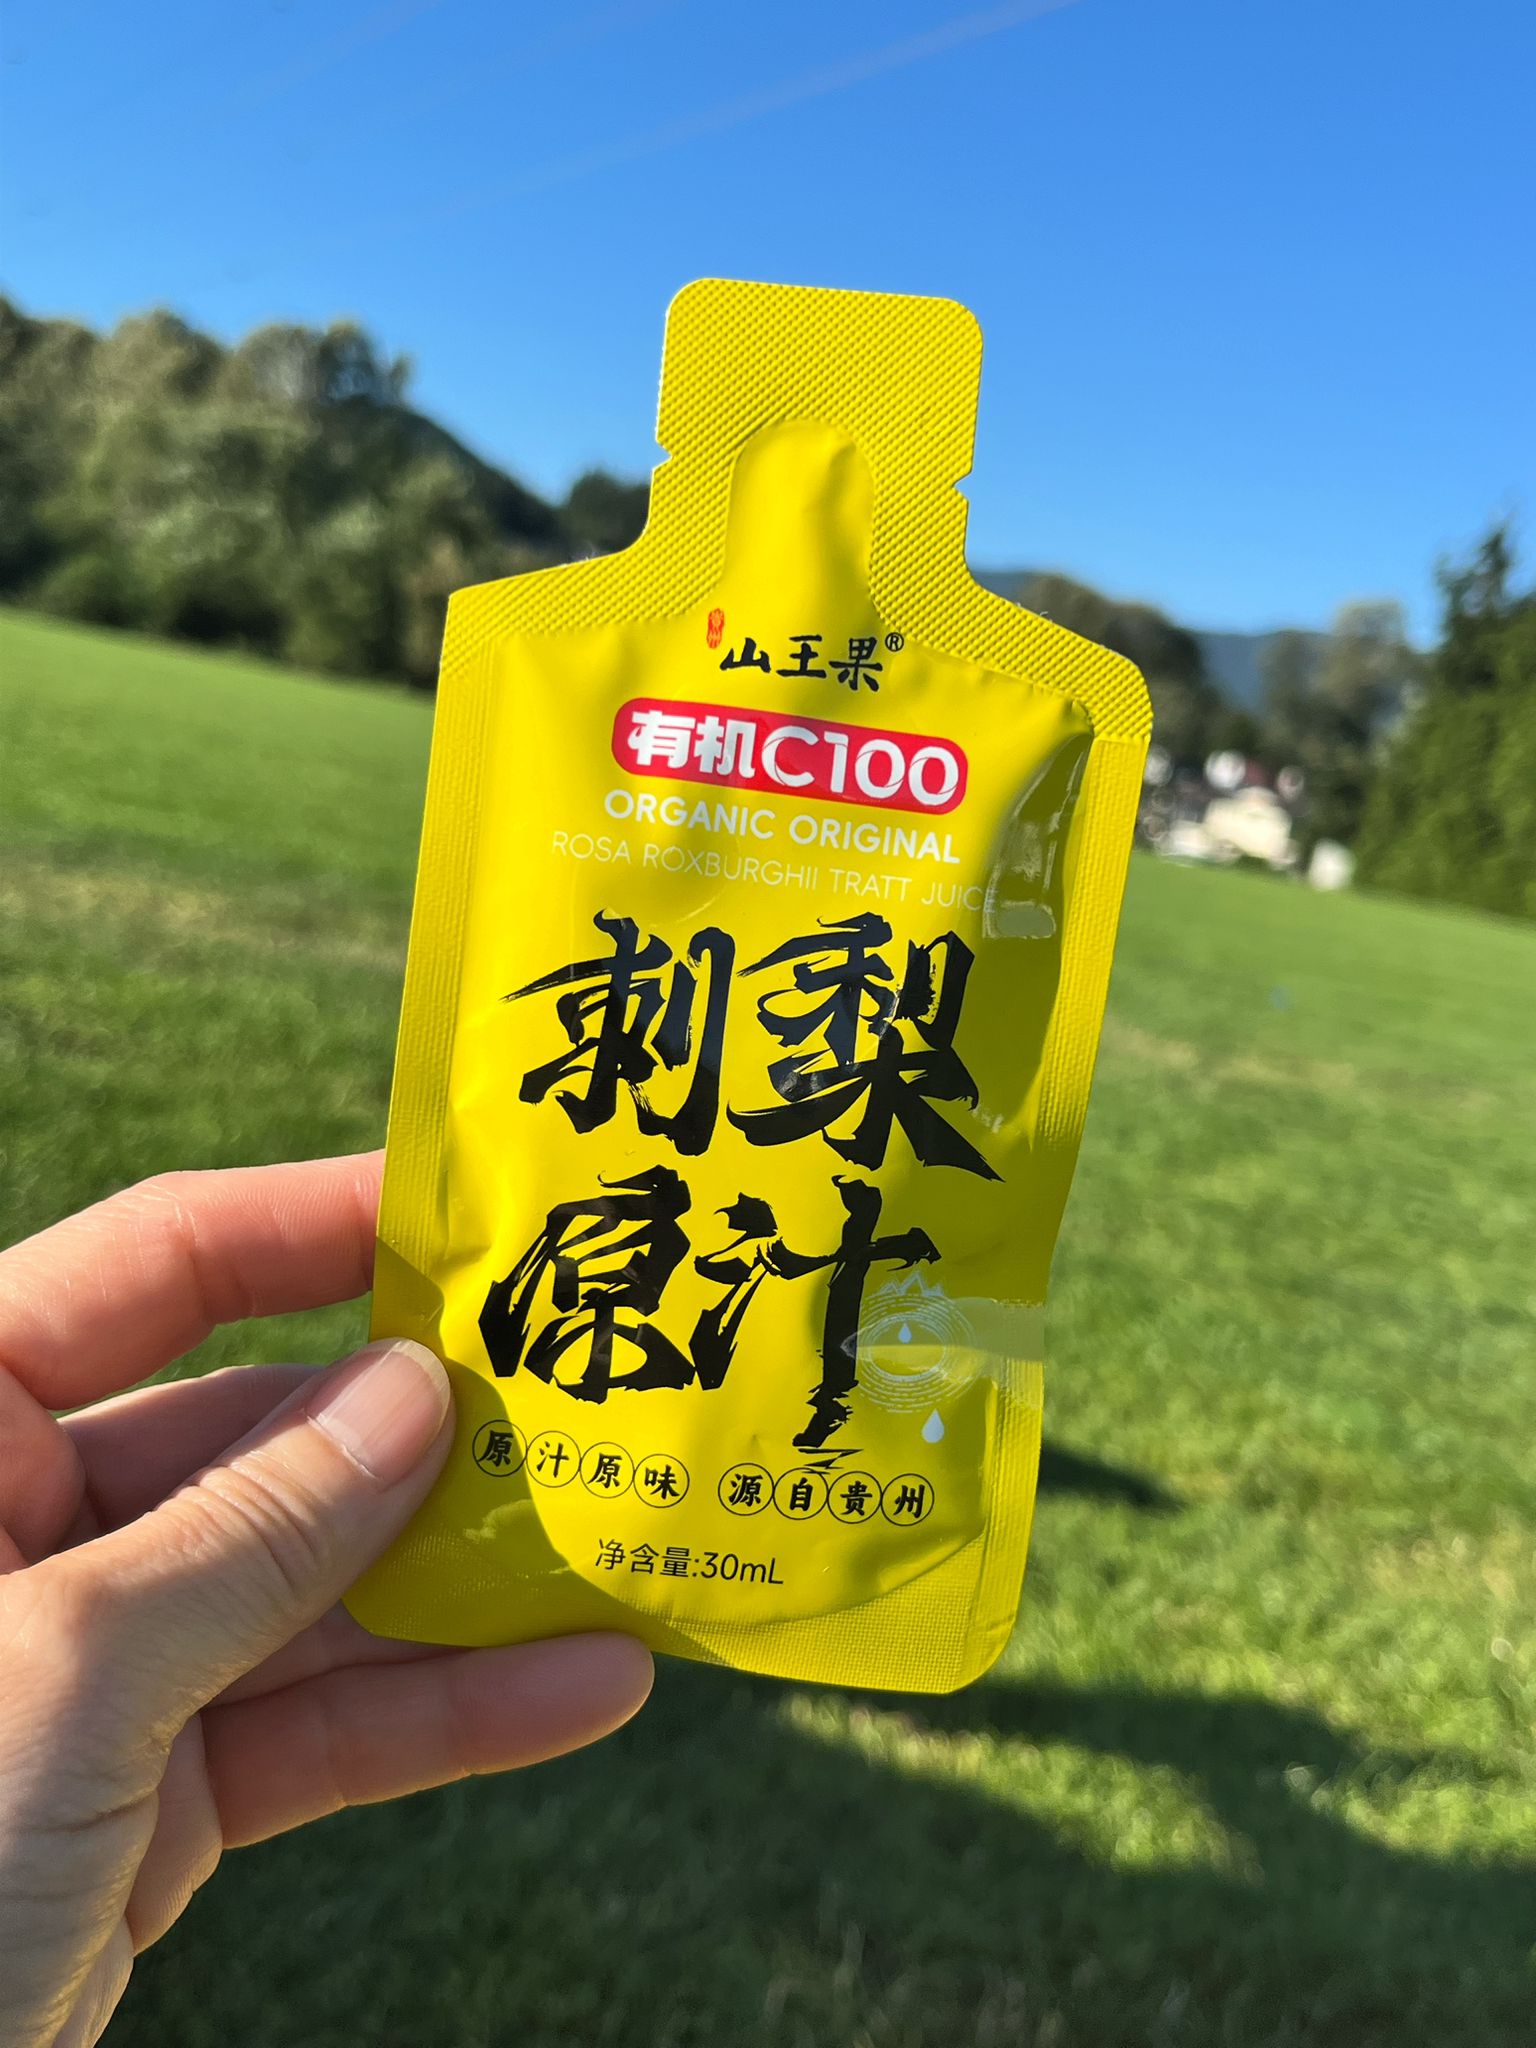 山王果®
有机C100
ORGANIC ORIGINAL
ROSA ROXBURGHII TRATT JUICE
刺梨
原汁
原汁原味 源自贵州
净含量:30mL